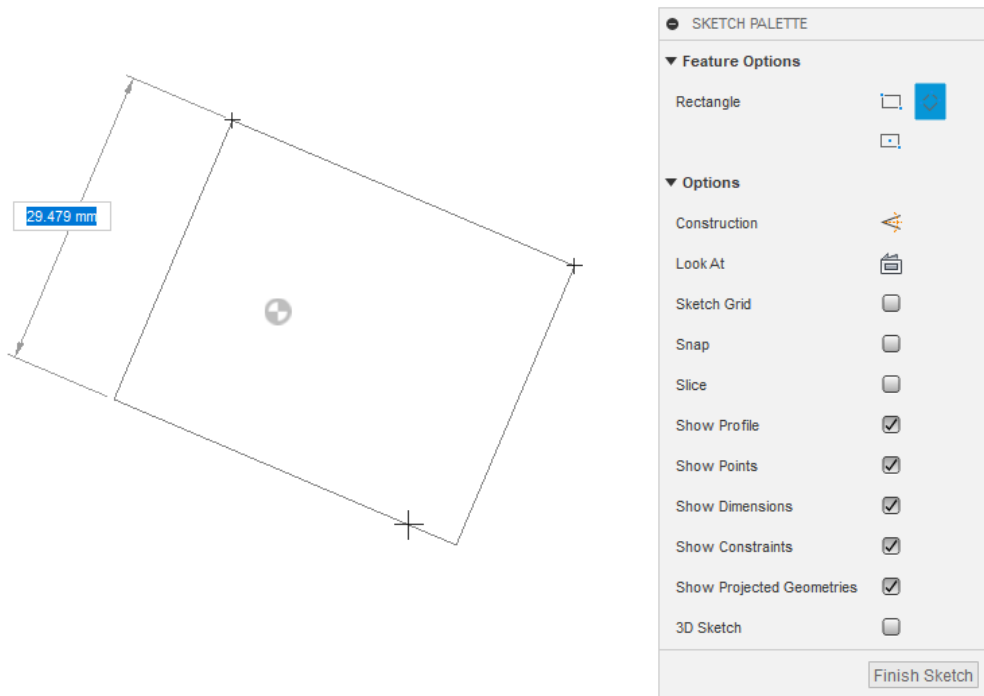 SKETCH PALETTE
Feature Options
Rectangle
29.479 mm
Options
Construction
Look At
Sketch Grid
Snap
Slice
Show Profile
Show Points
Show Dimensions
Show Constraints
Show Projected Geometries
3D Sketch
Finish Sketch